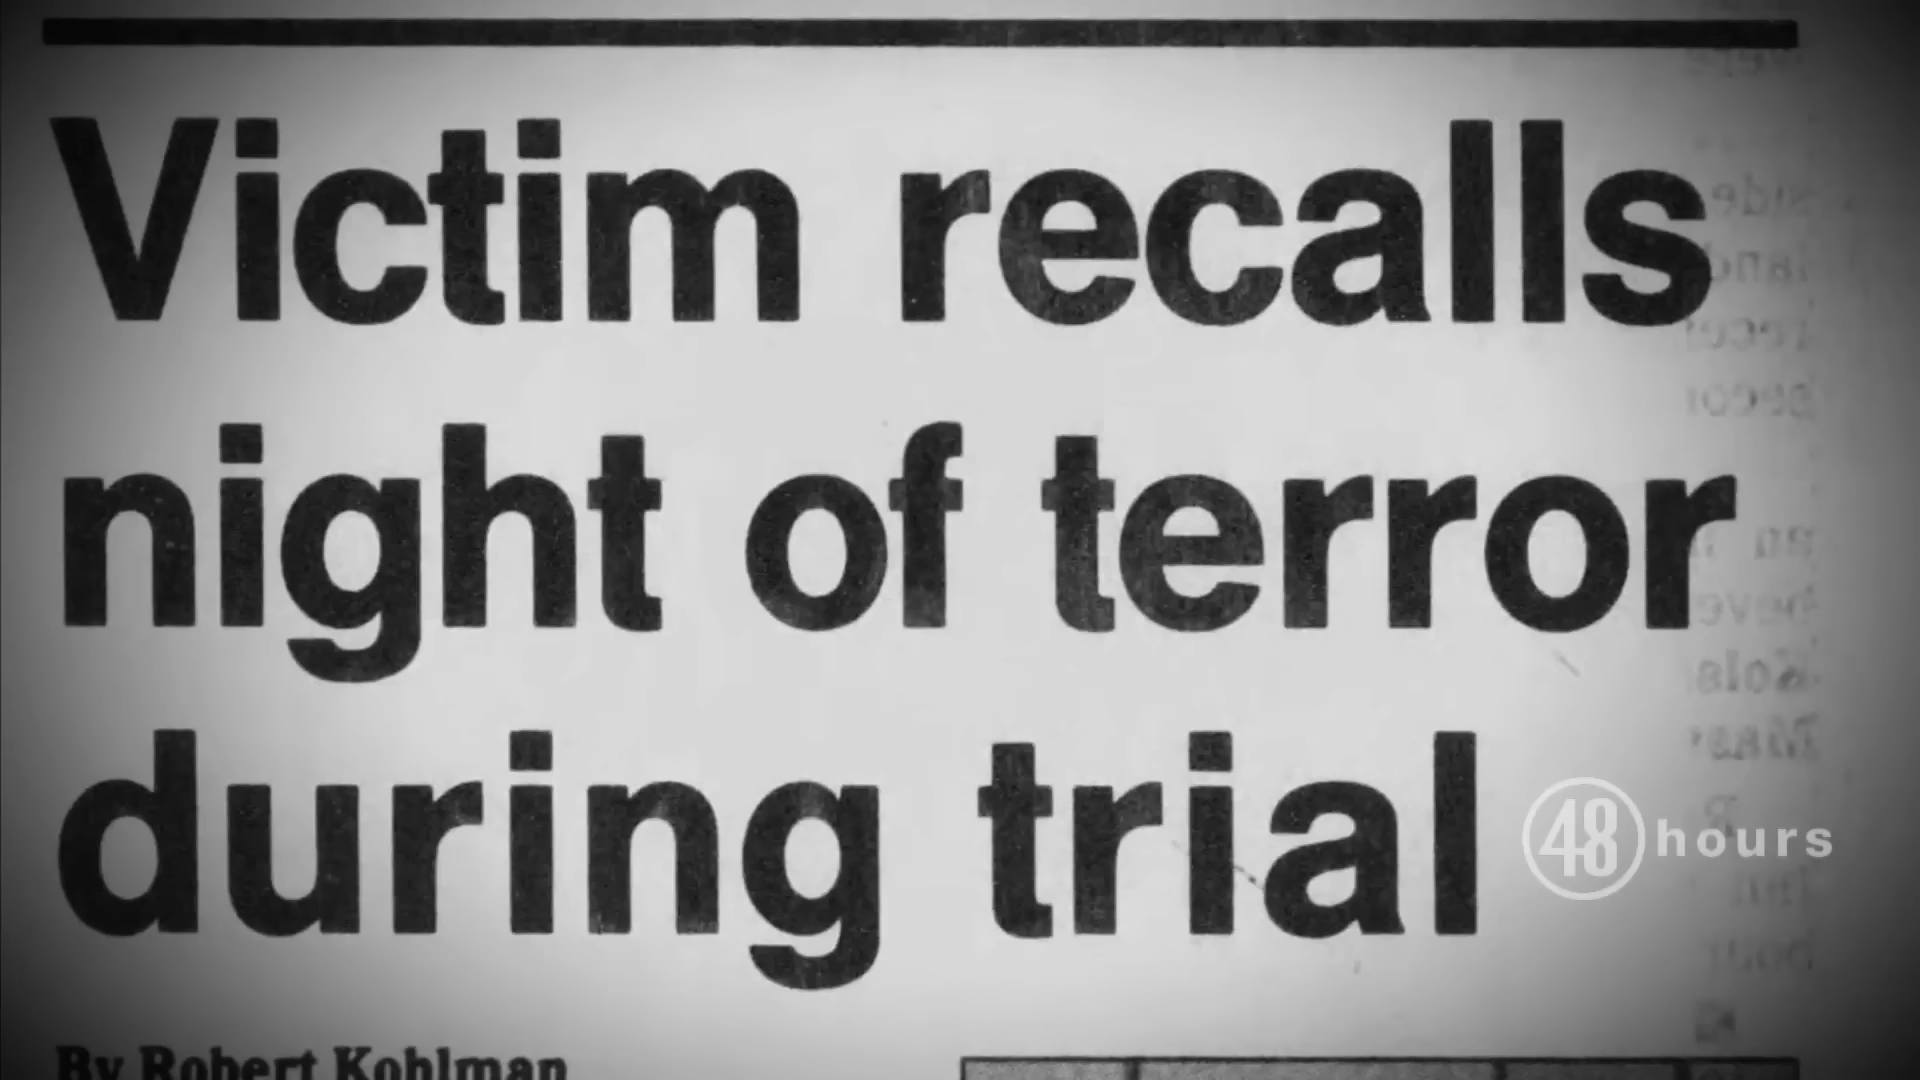 Victim recalls
night of terror
during trial
48 hours
By Robert Kohlman